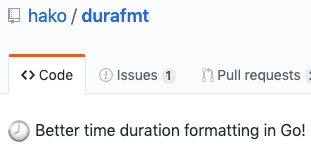 hako / durafmt
<> Code Issues 1 Pull requests
Better time duration formatting in Go!